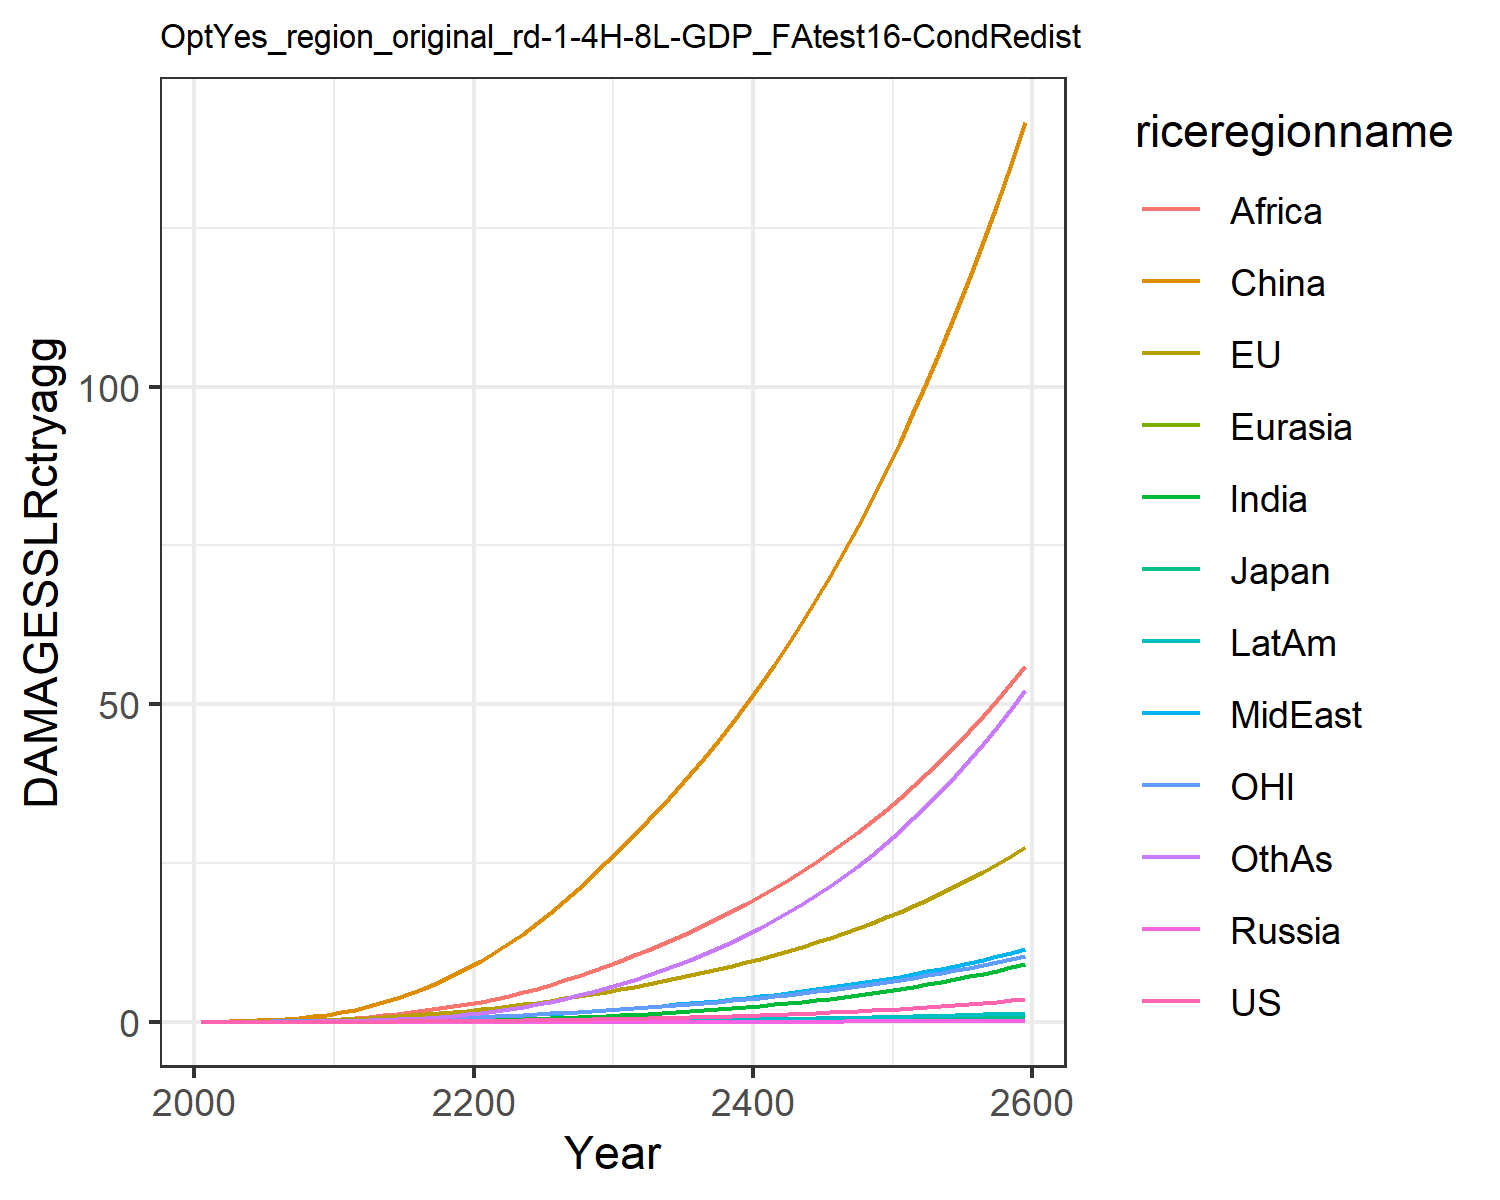 OptYes_region_original_rd-1-4H-8L-GDP_FAtest16-CondRedist
DAMAGESSLRctryagg
100
50
0
2000
2200
2400
2600
Year
riceregionname
Africa
China
EU
Eurasia
India
Japan
LatAm
MidEast
OHI
OthAs
Russia
US